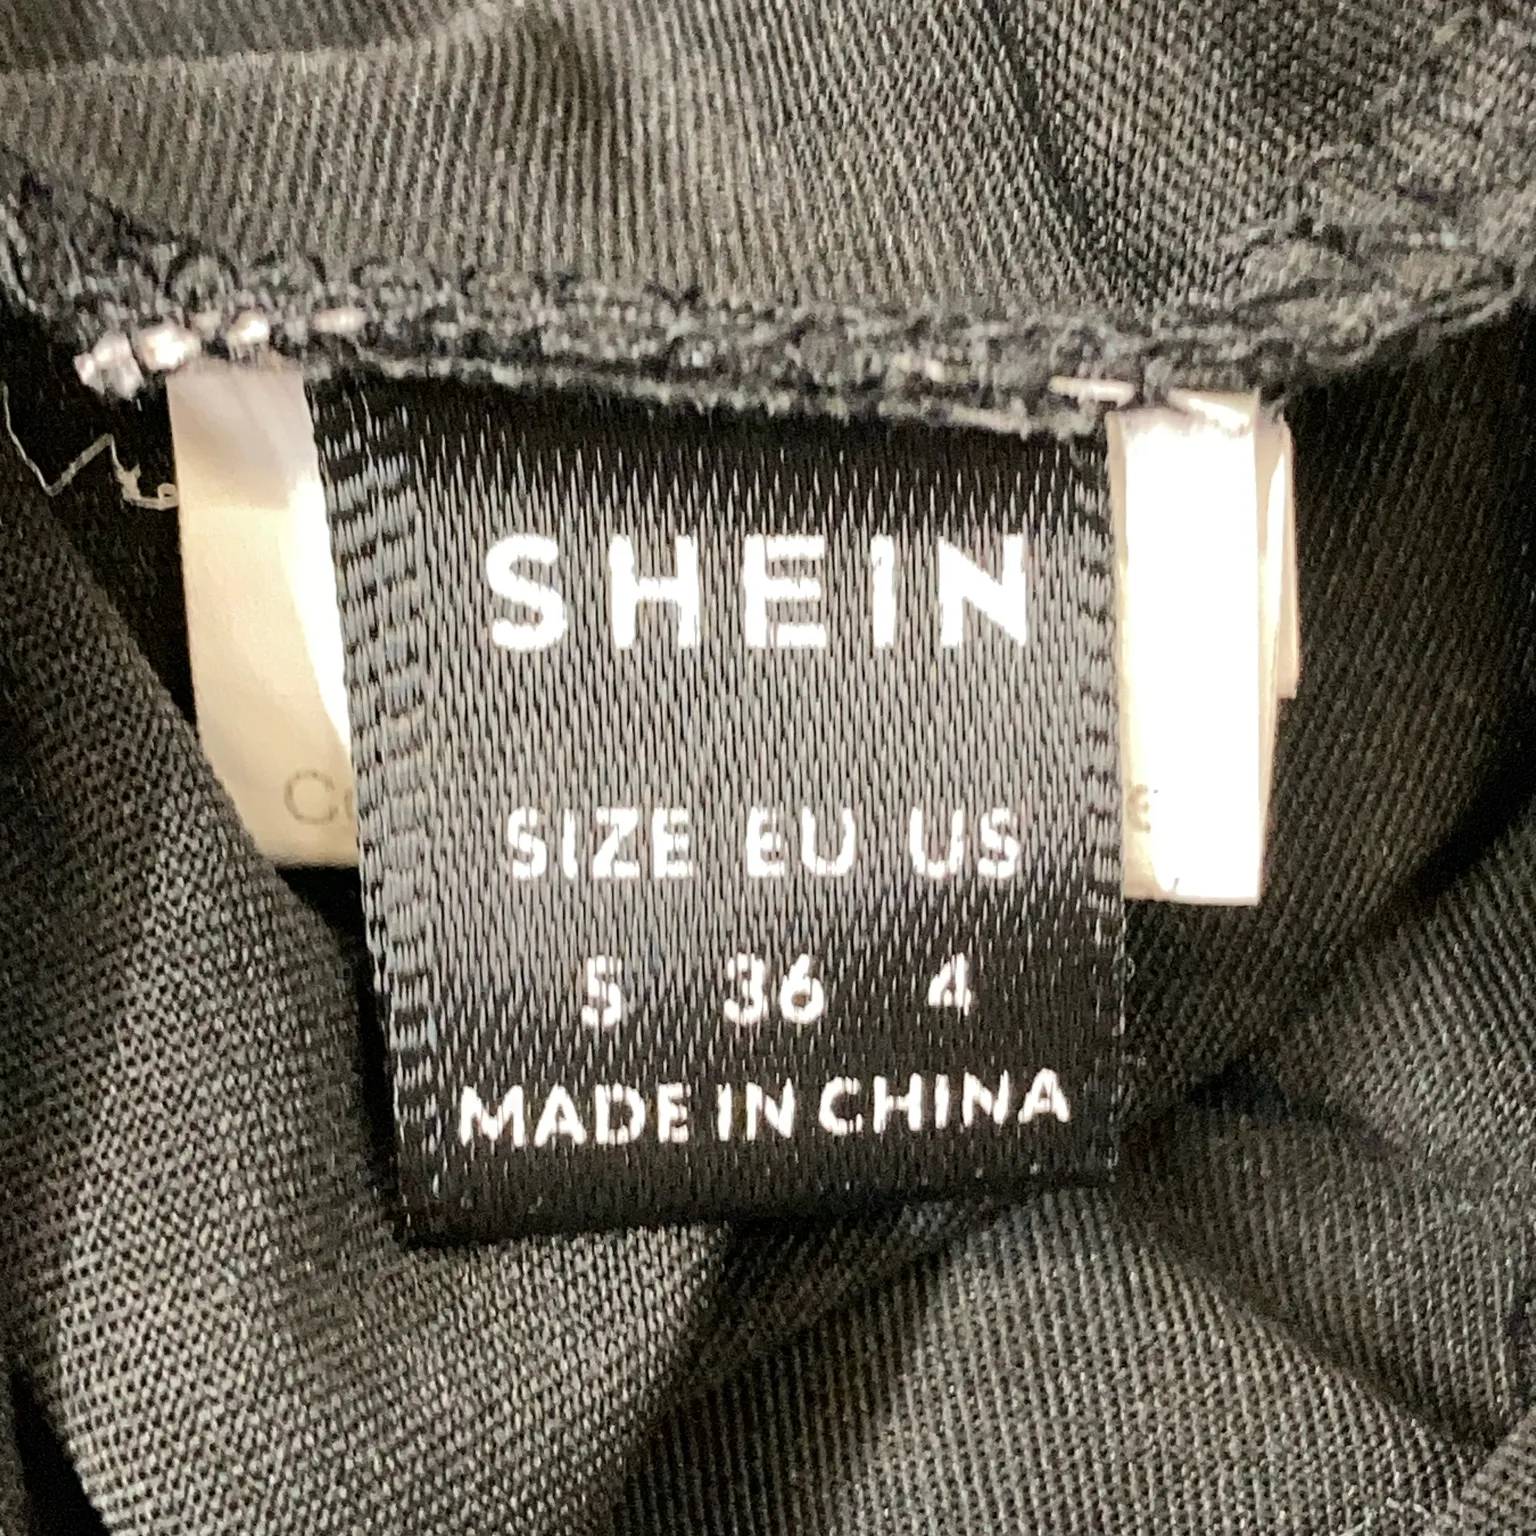 SHEIN
SIZE EU US
S 36 4
MADE IN CHINA